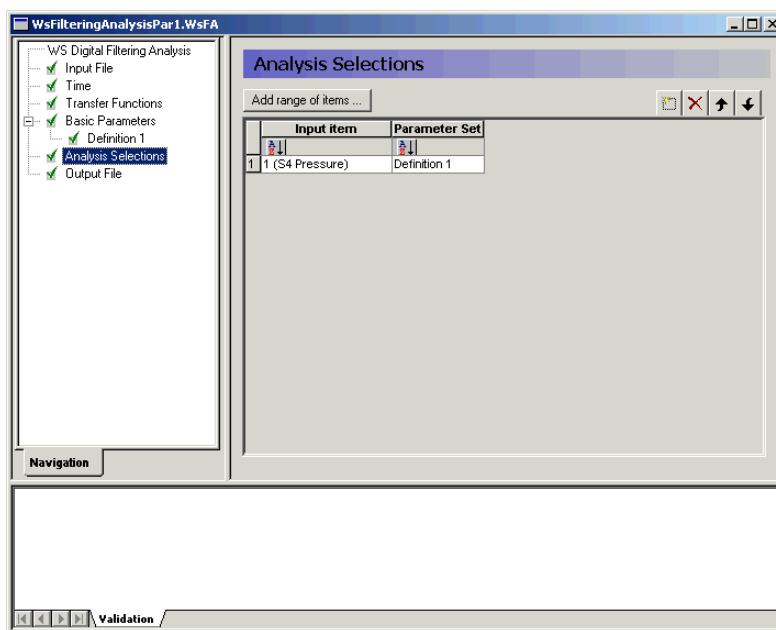 WsFilteringAnalysisPar1.WsFA
WS Digital Filtering Analysis
Input File
Time
Transfer Functions
Basic Parameters
Definition 1
Analysis Selections
Output File
Navigation
Analysis Selections
Add range of items ...
Input item Parameter Set
1 1 (S4 Pressure) Definition 1
Validation